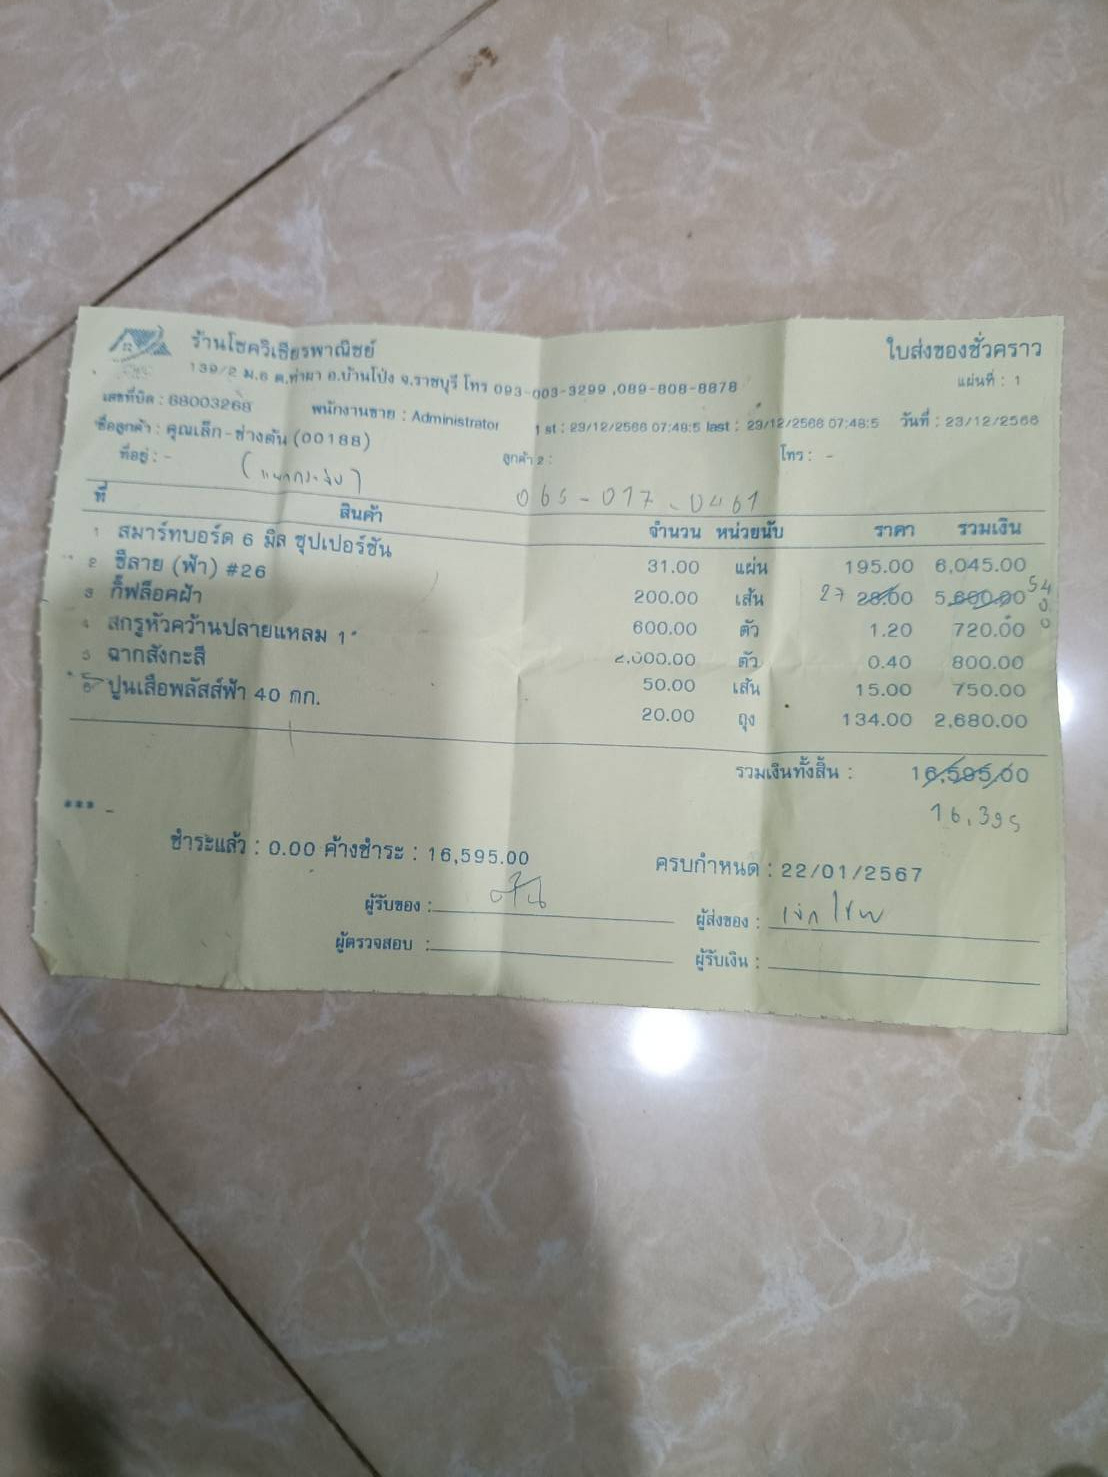 ร้านโชควิเชียรพาณิชย์ ใบส่งของชั่วคราว
139/2 ม.6 ต.ท่าผา อ.บ้านโป่ง จ.ราชบุรี โทร 093-003-3299 ,089-808-8878 แผ่นที่ : 1
เลขที่บิล : 68003268 พนักงานขาย : Administrator 1 st : 23/12/2566 07:48:5 last : 23/12/2566 07:48:5 วันที่ : 23/12/2566
ชื่อลูกค้า : คุณเล็ก-ช่างตัน (00188)
ที่อยู่ : - ลูกค้า 2 : โทร : -
065-017-0461
ที่ สินค้า จำนวน หน่วยนับ ราคา รวมเงิน
1 สมาร์ทบอร์ด 6 มิล ซุปเปอร์ชัน 31.00 แผ่น 195.00 6,045.00
2 ซีลาย (ฟ้า) #26 200.00 เส้น 27 28.00 5,600.00 5400
3 กิ๊ฟล็อคฝ้า 600.00 ตัว 1.20 720.00
4 สกรูหัวคว้านปลายแหลม 1" 2,000.00 ตัว 0.40 800.00
5 ฉากสังกะสี 50.00 เส้น 15.00 750.00
6 ปูนเสือพลัสส์ฟ้า 40 กก. 20.00 ถุง 134.00 2,680.00
รวมเงินทั้งสิ้น : 16,595.00
16,395
*** -
ชำระแล้ว : 0.00 ค้างชำระ : 16,595.00 ครบกำหนด : 22/01/2567
ผู้รับของ : ผู้ส่งของ :
ผู้ตรวจสอบ : ผู้รับเงิน :